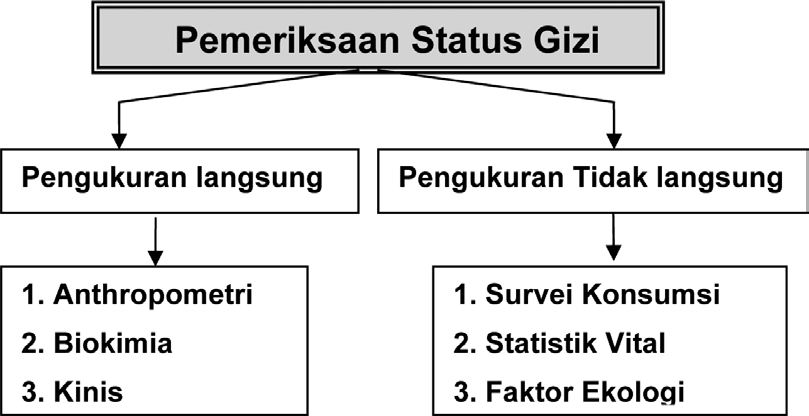 Pemeriksaan Status Gizi
Pengukuran langsung
Pengukuran Tidak langsung
1. Anthropometri
2. Biokimia
3. Kinis
1. Survei Konsumsi
2. Statistik Vital
3. Faktor Ekologi